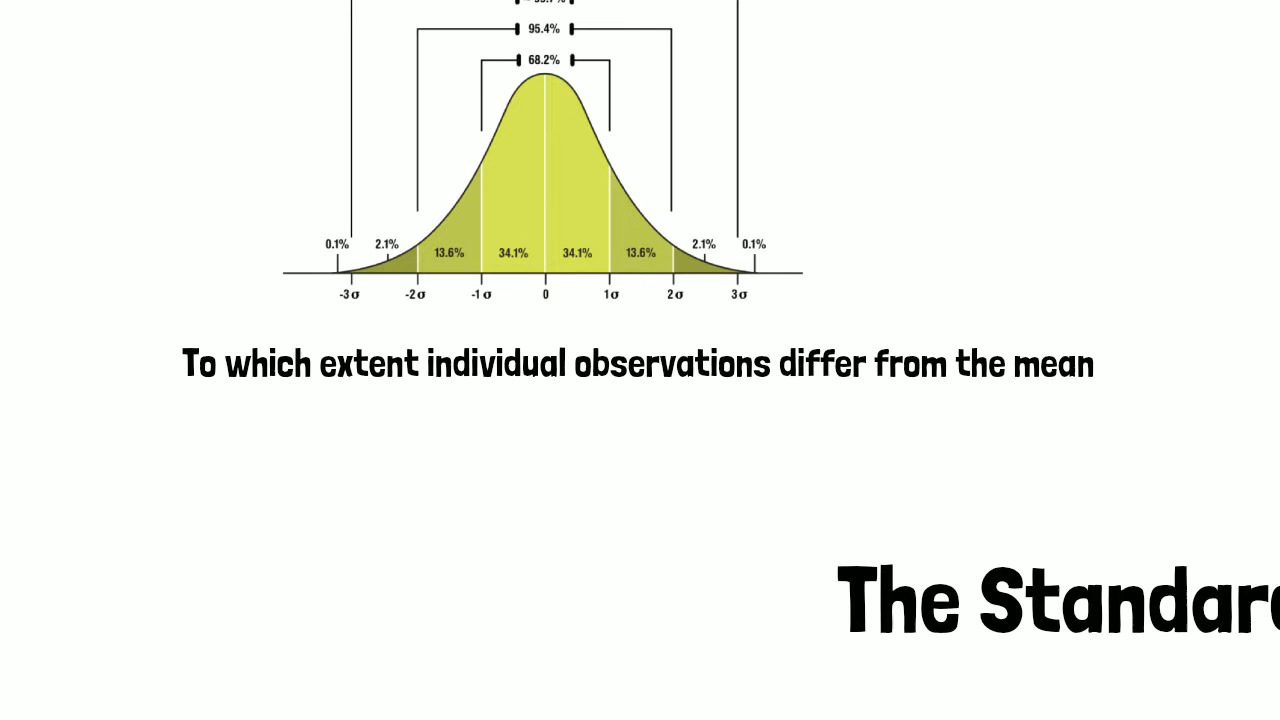 95.4%
68.2%
0.1% 2.1% 2.1% 0.1%
13.6% 34.1% 34.1% 13.6%
-3σ -2σ -1σ 0 1σ 2σ 3σ
To which extent individual observations differ from the mean
The Standar